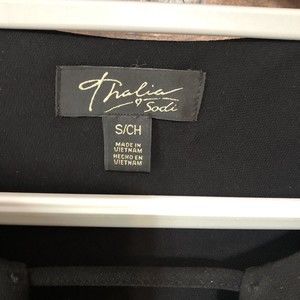 Thalia
Sodi
S/CH
MADE IN
VIETNAM
HECHO EN
VIETNAM